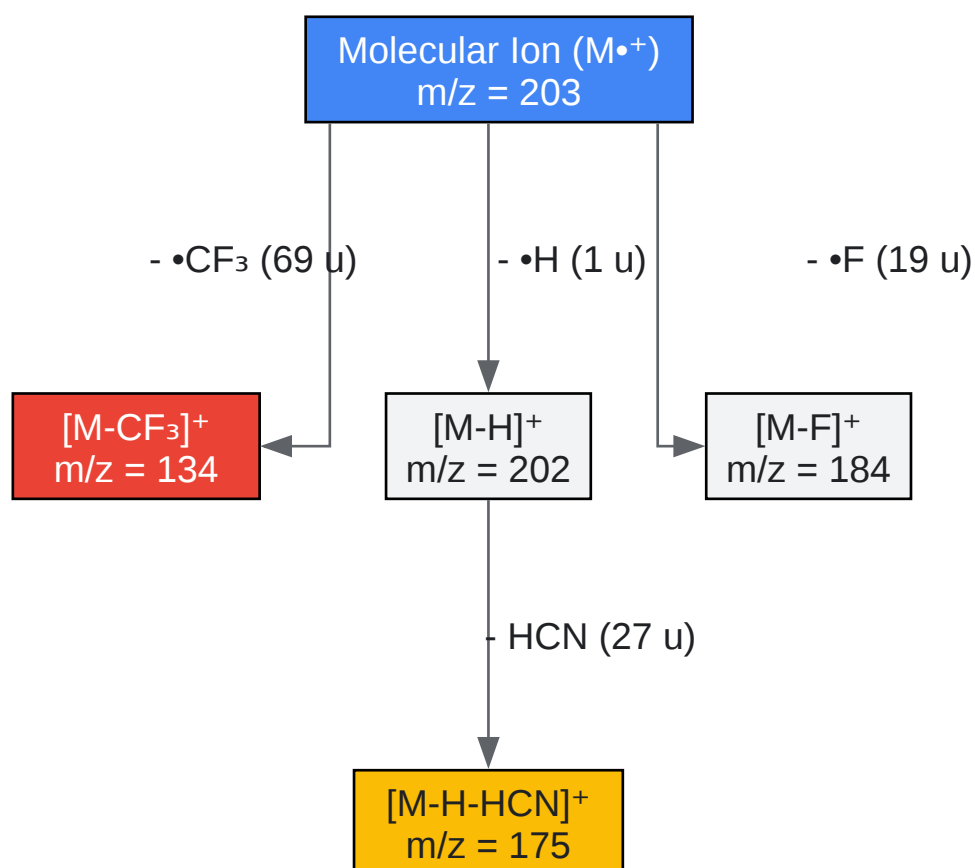 Molecular Ion (M•⁺)
m/z = 203
- •CF₃ (69 u)
- •H (1 u)
- •F (19 u)
[M-CF₃]⁺
m/z = 134
[M-H]⁺
m/z = 202
[M-F]⁺
m/z = 184
- HCN (27 u)
[M-H-HCN]⁺
m/z = 175